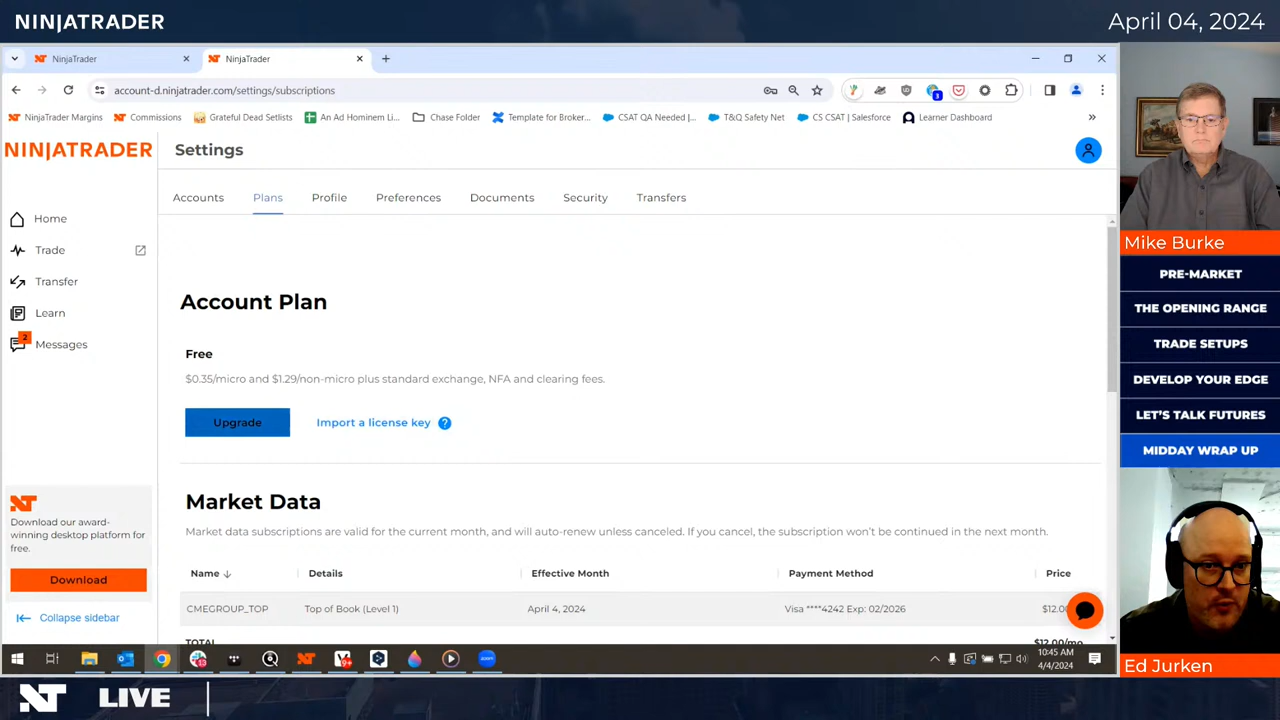 NINJATRADER
April 04, 2024
NinjaTrader
NinjaTrader
account-d.ninjatrader.com/settings/subscriptions
NinjaTrader Margins
Commissions
Grateful Dead Setlists
An Ad Hominem Li...
Chase Folder
Template for Broker...
CSAT QA Needed |...
T&Q Safety Net
CS CSAT | Salesforce
Learner Dashboard
NINJATRADER
Settings
Accounts
Plans
Profile
Preferences
Documents
Security
Transfers
Home
Trade
Transfer
Learn
2
Messages
Account Plan
Free
$0.35/micro and $1.29/non-micro plus standard exchange, NFA and clearing fees.
Upgrade
Import a license key
Market Data
Market data subscriptions are valid for the current month, and will auto-renew unless canceled. If you cancel, the subscription won't be continued in the next month.
Name
Details
Effective Month
Payment Method
Price
CMEGROUP_TOP
Top of Book (Level 1)
April 4, 2024
Visa ****4242 Exp: 02/2026
TOTAL
$12.00/mo
Download our award-
winning desktop platform for
free.
Download
Collapse sidebar
10:45 AM
4/4/2024
Mike Burke
PRE-MARKET
THE OPENING RANGE
TRADE SETUPS
DEVELOP YOUR EDGE
LET'S TALK FUTURES
MIDDAY WRAP UP
Ed Jurken
LIVE